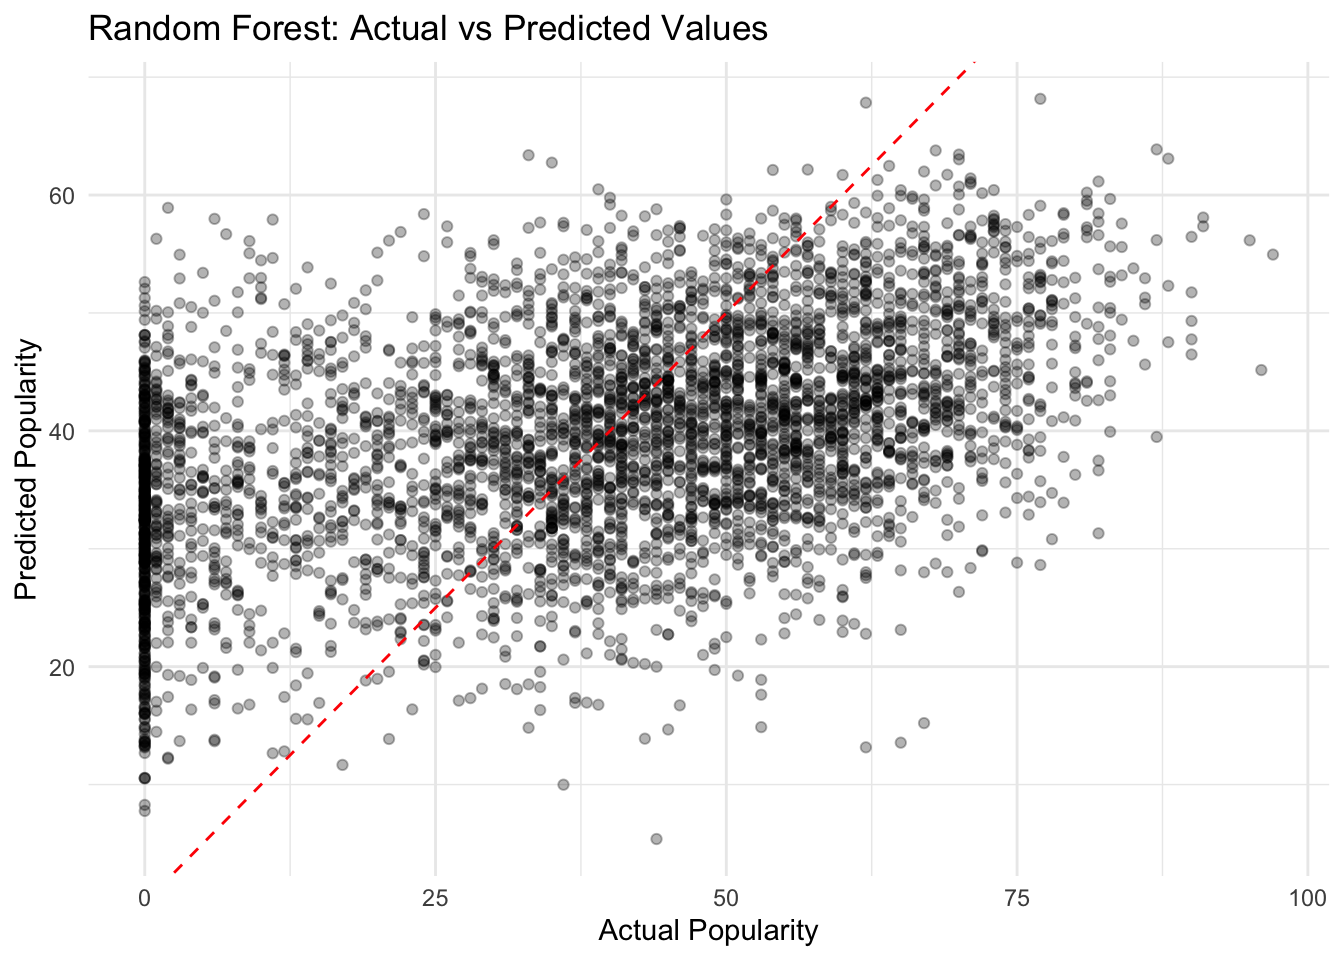 Random Forest: Actual vs Predicted Values
Predicted Popularity
60
40
20
0 25 50 75 100
Actual Popularity